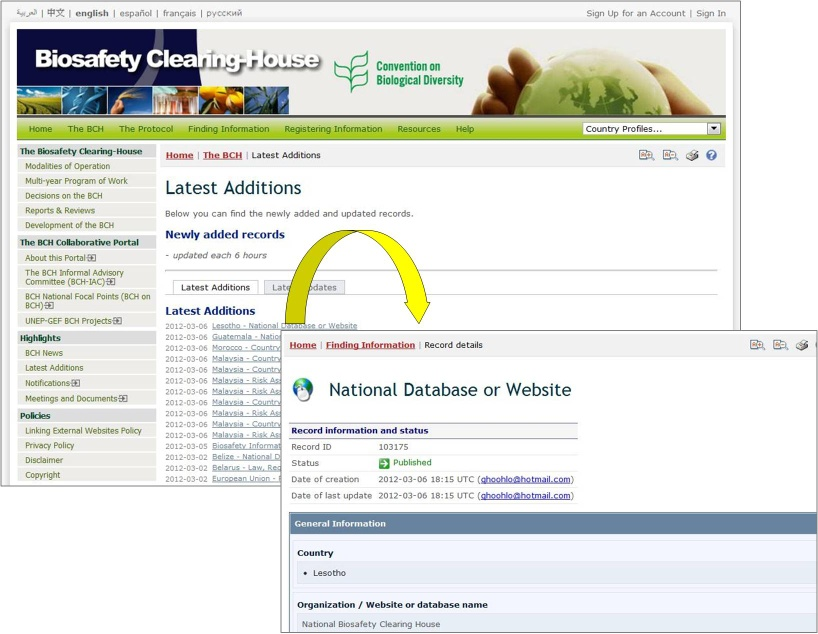 العربية | 中文 | english | español | français | русский
Sign Up for an Account | Sign In
Biosafety Clearing-House
Convention on
Biological Diversity
Home The BCH The Protocol Finding Information Registering Information Resources Help
Country Profiles...
The Biosafety Clearing-House
Modalities of Operation
Multi-year Program of Work
Decisions on the BCH
Reports & Reviews
Development of the BCH
The BCH Collaborative Portal
About this Portal
The BCH Informal Advisory
Committee (BCH-IAC)
BCH National Focal Points (BCH on
BCH)
UNEP-GEF BCH Projects
Highlights
BCH News
Latest Additions
Notifications
Meetings and Documents
Policies
Linking External Websites Policy
Privacy Policy
Disclaimer
Copyright
Home | The BCH | Latest Additions
Latest Additions
Below you can find the newly added and updated records.
Newly added records
- updated each 6 hours
Latest Additions
Latest Additions
2012-03-06 Lesotho - National Database or Website
2012-03-06 Guatemala -
2012-03-06 Morocco - Country
2012-03-06 Malaysia - Country
2012-03-06 Malaysia - Country
2012-03-06 Malaysia - Risk
2012-03-06 Malaysia - Risk
2012-03-06 Malaysia - Country
2012-03-06 Malaysia - Risk
2012-03-06 Malaysia - Country
2012-03-06 Malaysia - Risk
2012-03-05 Biosafety
2012-03-02 Belize - National
2012-03-02 Belarus - Law,
2012-03-02 European Union -
Home | Finding Information | Record details
National Database or Website
Record information and status
Record ID 103175
Status Published
Date of creation 2012-03-06 18:15 UTC (qhoohlo@hotmail.com)
Date of last update 2012-03-06 18:15 UTC (qhoohlo@hotmail.com)
General Information
Country
• Lesotho
Organization / Website or database name
National Biosafety Clearing House